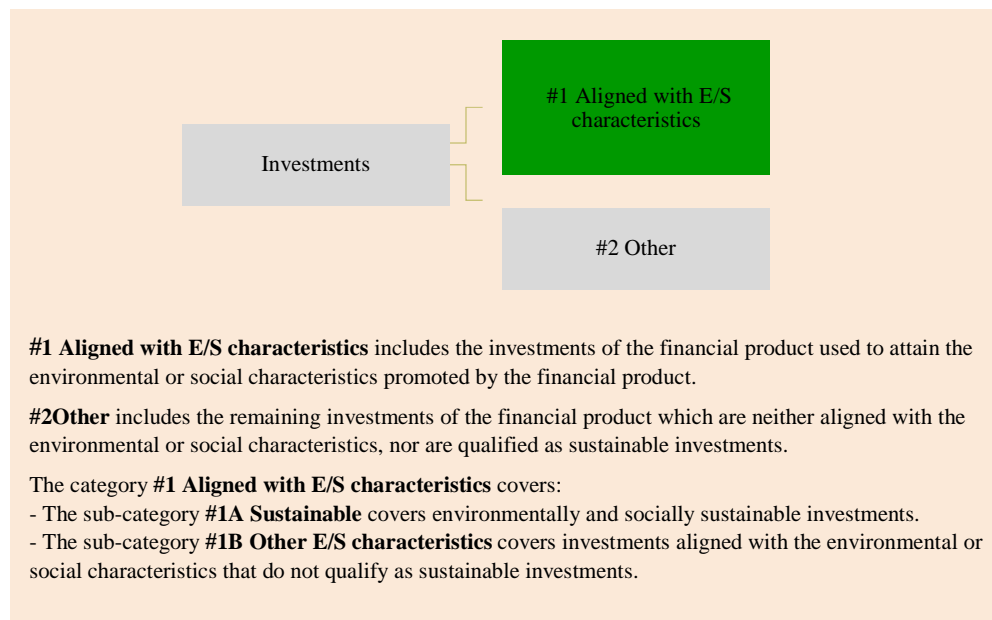 #1 Aligned with E/S
characteristics
Investments
#2 Other
#1 Aligned with E/S characteristics includes the investments of the financial product used to attain the
environmental or social characteristics promoted by the financial product.
#2Other includes the remaining investments of the financial product which are neither aligned with the
environmental or social characteristics, nor are qualified as sustainable investments.
The category #1 Aligned with E/S characteristics covers:
- The sub-category #1A Sustainable covers environmentally and socially sustainable investments.
- The sub-category #1B Other E/S characteristics covers investments aligned with the environmental or
social characteristics that do not qualify as sustainable investments.